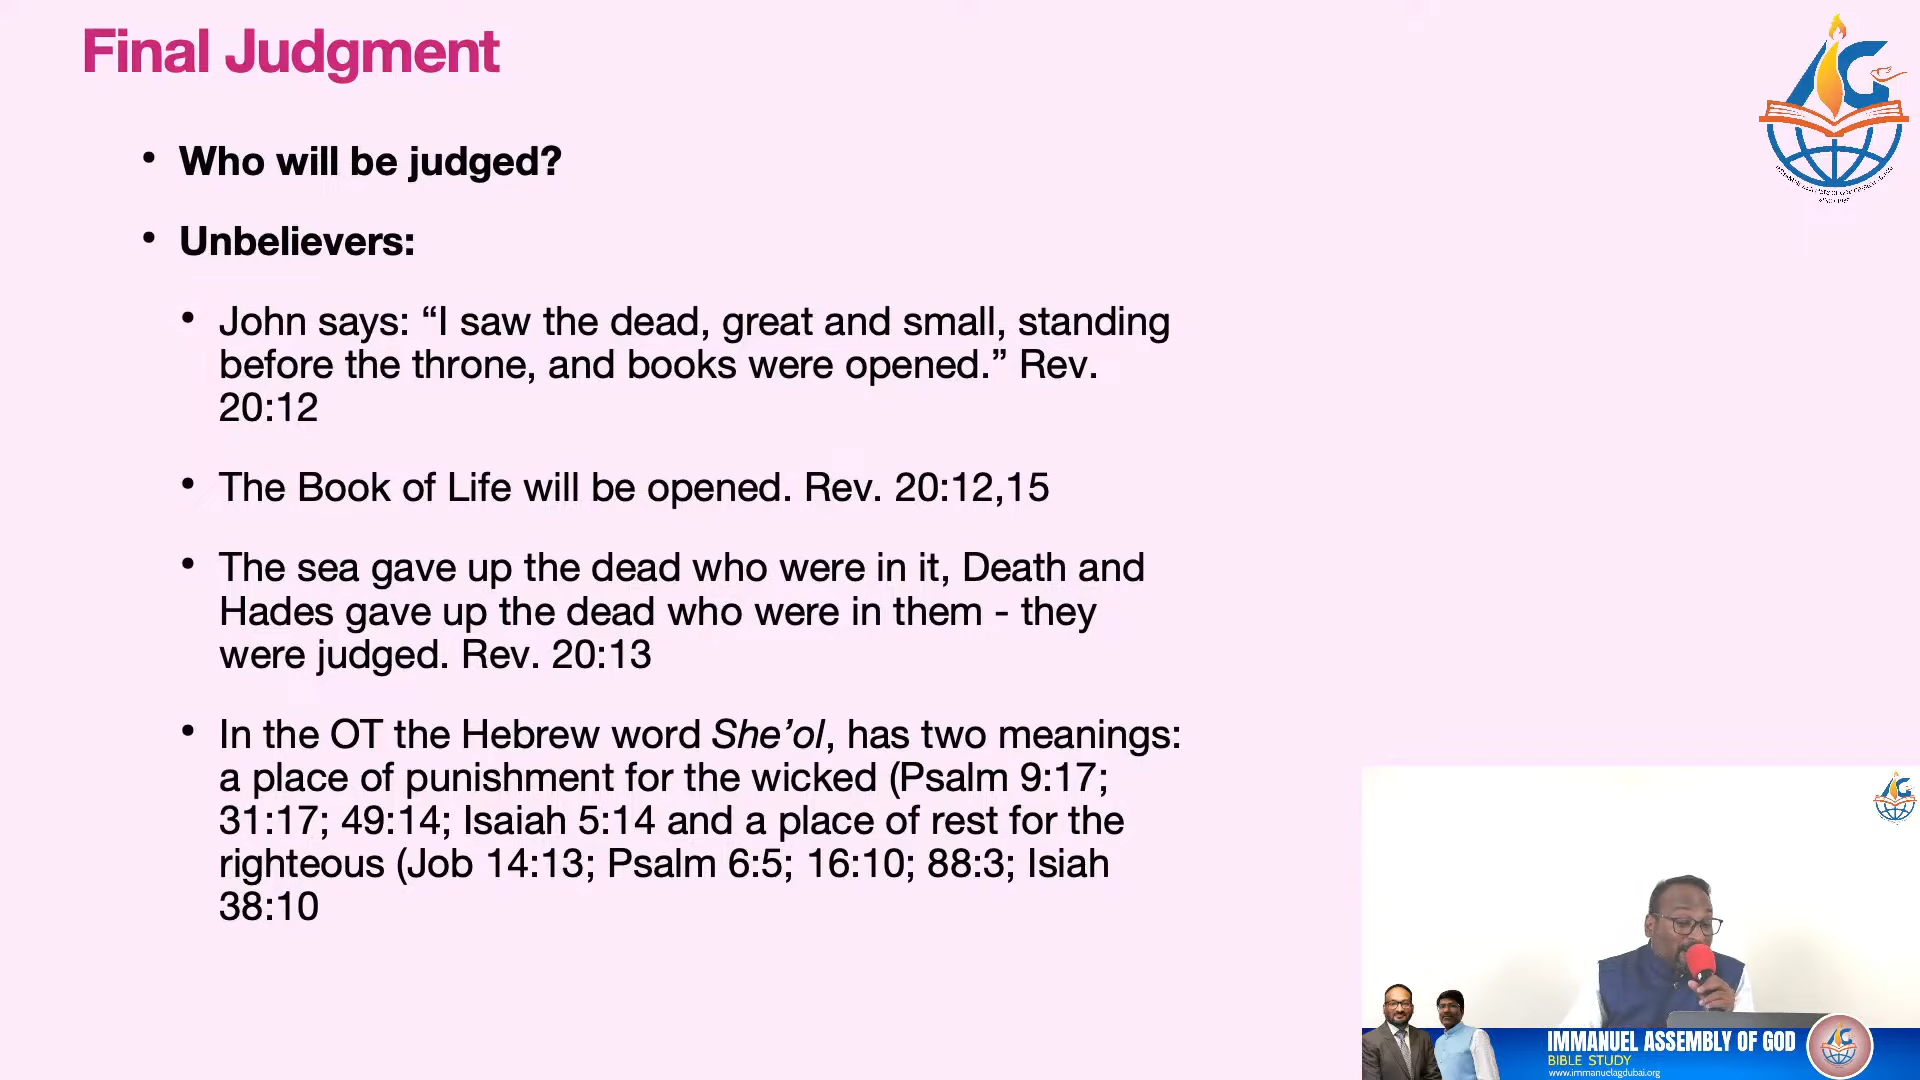 Final Judgment
• Who will be judged?
• Unbelievers:
• John says: “I saw the dead, great and small, standing
before the throne, and books were opened.” Rev.
20:12
• The Book of Life will be opened. Rev. 20:12,15
• The sea gave up the dead who were in it, Death and
Hades gave up the dead who were in them - they
were judged. Rev. 20:13
• In the OT the Hebrew word She’ol, has two meanings:
a place of punishment for the wicked (Psalm 9:17;
31:17; 49:14; Isaiah 5:14 and a place of rest for the
righteous (Job 14:13; Psalm 6:5; 16:10; 88:3; Isiah
38:10
AG
IMMANUEL ASSEMBLY OF GOD
BIBLE STUDY
www.immanuelagdubai.org